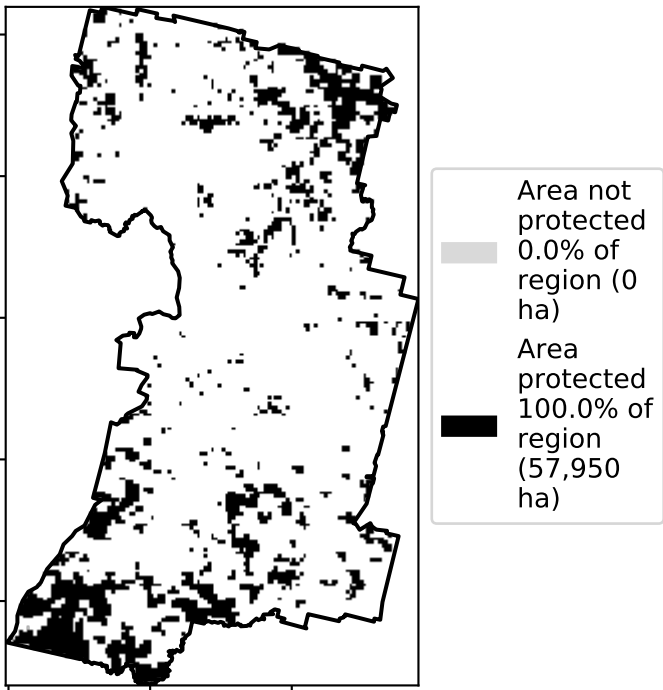 Area not
protected
0.0% of
region (0
ha)
Area
protected
100.0% of
region
(57,950
ha)